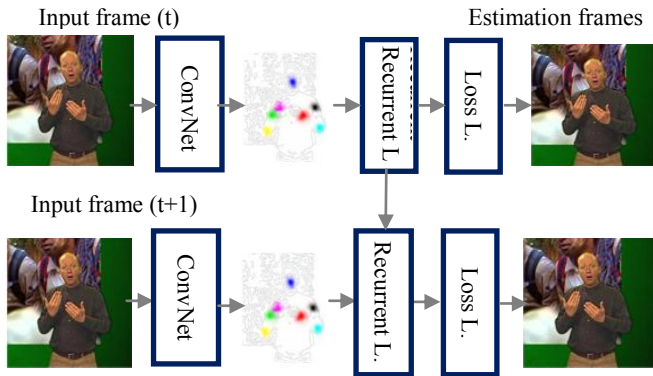 Input frame (t)
Estimation frames
ConvNet
Recurrent L
Loss L.
Input frame (t+1)
ConvNet
Recurrent L.
Loss L.